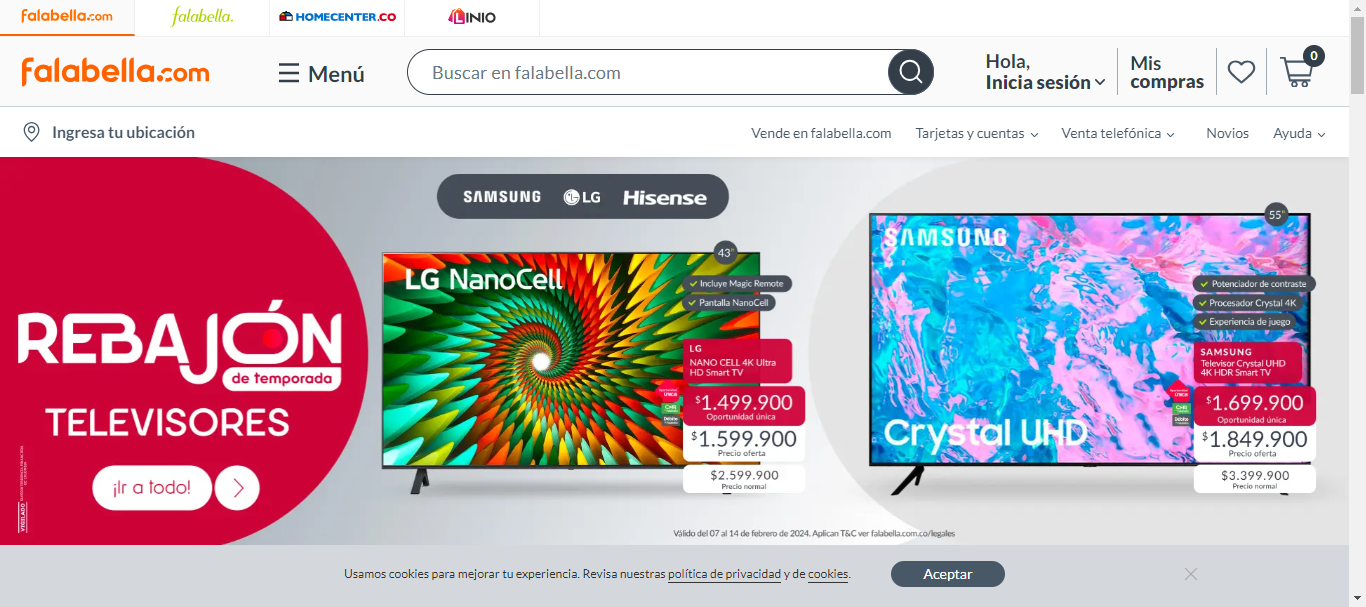 falabella.com
falabella.
HOMECENTER.CO
LINIO
falabella.com
Menú
Buscar en falabella.com
Hola,
Inicia sesión
Mis
compras
0
Ingresa tu ubicación
Vende en falabella.com
Tarjetas y cuentas
Venta telefónica
Novios
Ayuda
SAMSUNG LG Hisense
REBAJÓN
de temporada
TELEVISORES
¡Ir a todo!
VIGILADO
43"
LG NanoCell
Incluye Magic Remote
Pantalla NanoCell
LG
NANO CELL 4K Ultra
HD Smart TV
$1.499.900
Oportunidad única
$1.599.900
Precio oferta
$2.599.900
Precio normal
55"
SAMSUNG
Potenciador de contraste
Procesador Crystal 4K
Experiencia de juego
SAMSUNG
Televisor Crystal UHD
4K HDR Smart TV
Crystal UHD
$1.699.900
Oportunidad única
$1.849.900
Precio oferta
$3.399.900
Precio normal
Válido del 07 al 14 de febrero de 2024. Aplican T&C ver falabella.com.co/legales
Usamos cookies para mejorar tu experiencia. Revisa nuestras política de privacidad y de cookies.
Aceptar